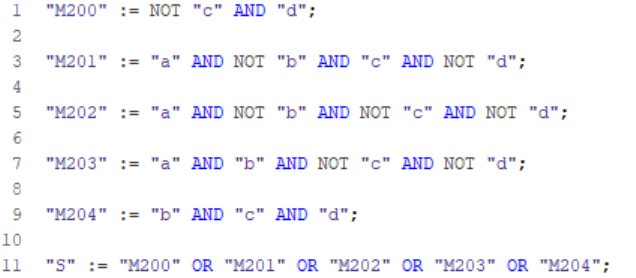 1 "M200" := NOT "c" AND "d";
2
3 "M201" := "a" AND NOT "b" AND "c" AND NOT "d";
4
5 "M202" := "a" AND NOT "b" AND NOT "c" AND NOT "d";
6
7 "M203" := "a" AND "b" AND NOT "c" AND NOT "d";
8
9 "M204" := "b" AND "c" AND "d";
10
11 "S" := "M200" OR "M201" OR "M202" OR "M203" OR "M204";